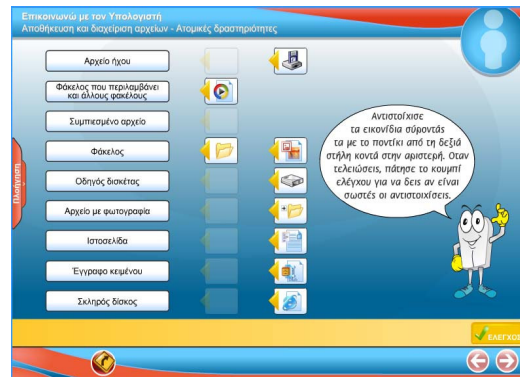 Επικοινωνώ με τον Υπολογιστή
Αποθήκευση και διαχείριση αρχείων - Ατομικές δραστηριότητες
Αρχείο ήχου
Φάκελος που περιλαμβάνει
και άλλους φακέλους
Συμπιεσμένο αρχείο
Φάκελος
Οδηγός δισκέτας
Αρχείο με φωτογραφία
Ιστοσελίδα
Έγγραφο κειμένου
Σκληρός δίσκος
Πλοήγηση
Αντιστοίχισε
τα εικονίδια σύροντάς
τα με το ποντίκι από τη δεξιά
στήλη κοντά στην αριστερή. Οταν
τελειώσεις, πάτησε το κουμπί
ελέγχου για να δεις αν είναι
σωστές οι αντιστοιχίσεις.
ΕΛΕΓΧΟΣ